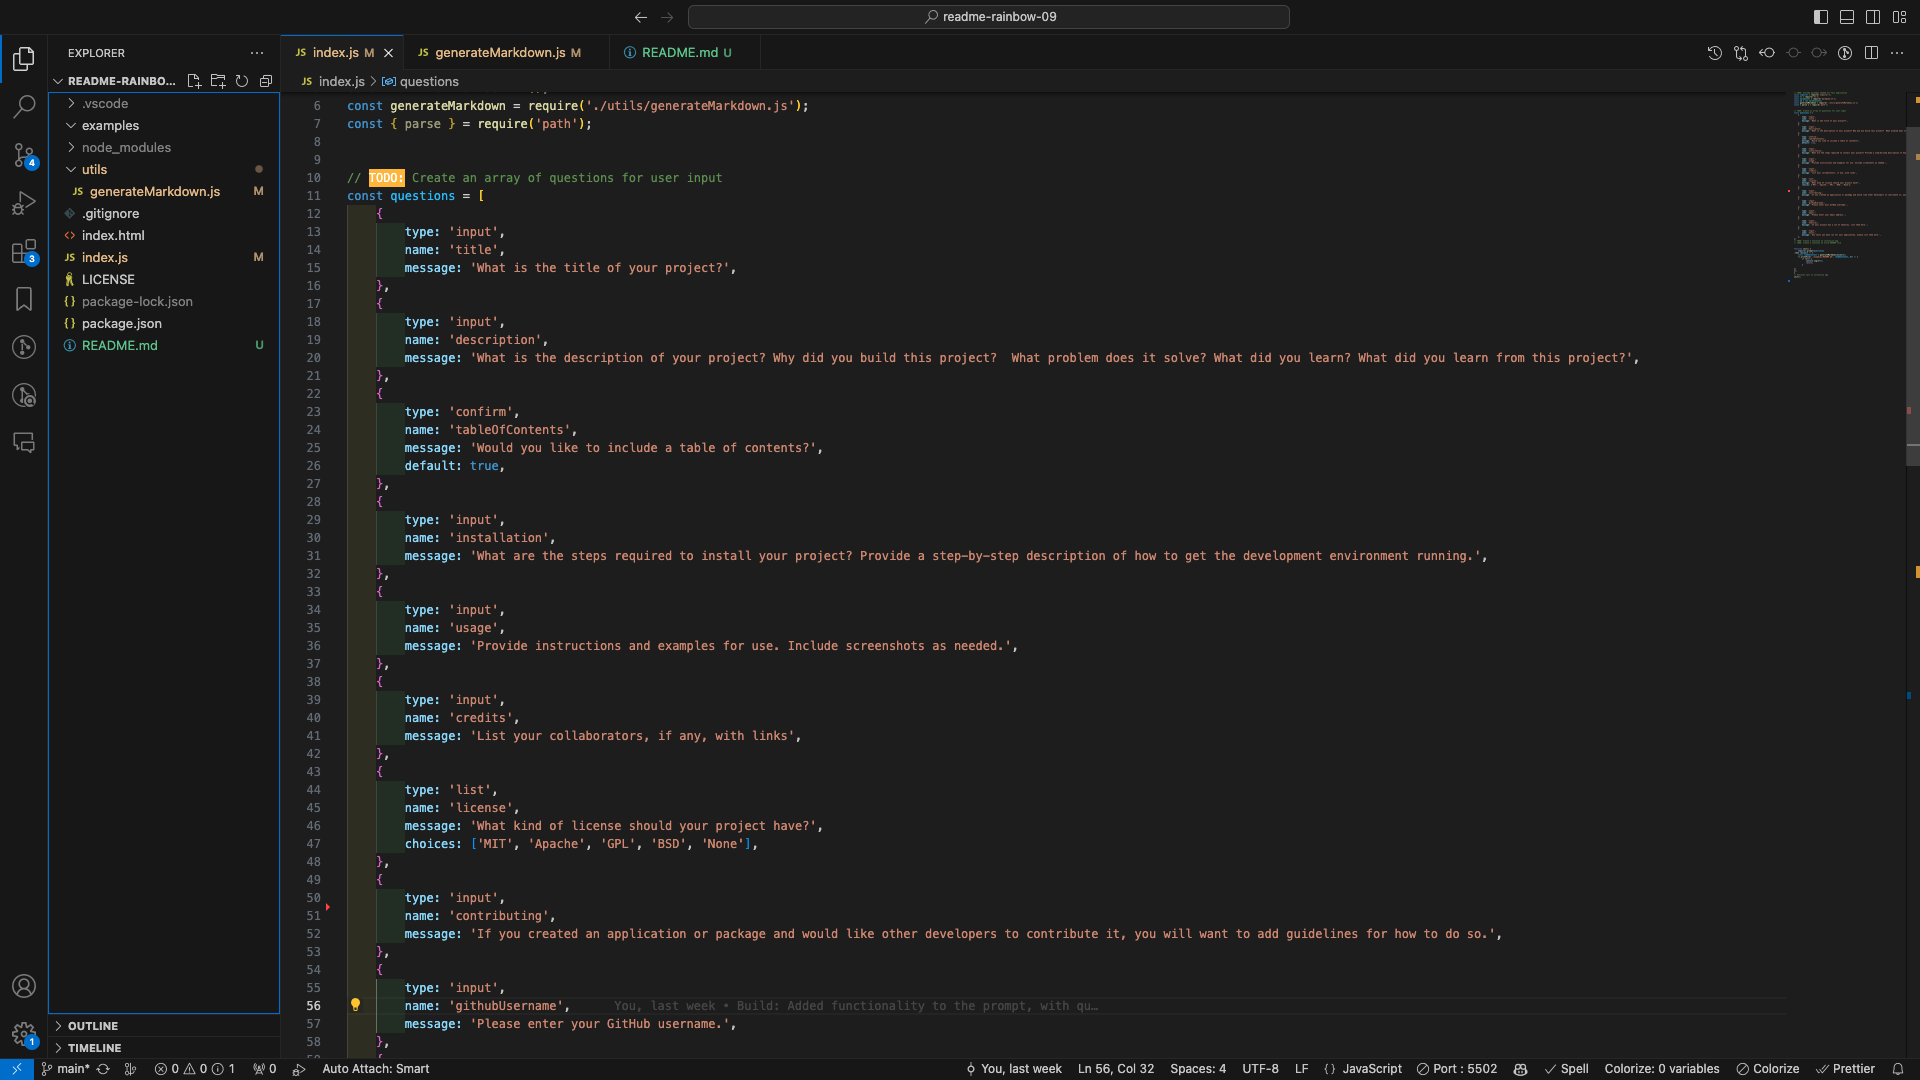 readme-rainbow-09
EXPLORER
README-RAINBO...
.vscode
examples
node_modules
utils
JS generateMarkdown.js M
.gitignore
index.html
JS index.js M
LICENSE
package-lock.json
package.json
README.md U
OUTLINE
TIMELINE
4
3
1
JS index.js M
JS generateMarkdown.js M
README.md U
JS index.js > questions
6 const generateMarkdown = require('./utils/generateMarkdown.js');
7 const { parse } = require('path');
8
9
10 // TODO: Create an array of questions for user input
11 const questions = [
12 {
13 type: 'input',
14 name: 'title',
15 message: 'What is the title of your project?',
16 },
17 {
18 type: 'input',
19 name: 'description',
20 message: 'What is the description of your project? Why did you build this project?  What problem does it solve? What did you learn? What did you learn from this project?',
21 },
22 {
23 type: 'confirm',
24 name: 'tableOfContents',
25 message: 'Would you like to include a table of contents?',
26 default: true,
27 },
28 {
29 type: 'input',
30 name: 'installation',
31 message: 'What are the steps required to install your project? Provide a step-by-step description of how to get the development environment running.',
32 },
33 {
34 type: 'input',
35 name: 'usage',
36 message: 'Provide instructions and examples for use. Include screenshots as needed.',
37 },
38 {
39 type: 'input',
40 name: 'credits',
41 message: 'List your collaborators, if any, with links',
42 },
43 {
44 type: 'list',
45 name: 'license',
46 message: 'What kind of license should your project have?',
47 choices: ['MIT', 'Apache', 'GPL', 'BSD', 'None'],
48 },
49 {
50 type: 'input',
51 name: 'contributing',
52 message: 'If you created an application or package and would like other developers to contribute it, you will want to add guidelines for how to do so.',
53 },
54 {
55 type: 'input',
56 name: 'githubUsername', You, last week • Build: Added functionality to the prompt, with qu…
57 message: 'Please enter your GitHub username.',
58 },
main* 0 0 1 0 Auto Attach: Smart You, last week Ln 56, Col 32 Spaces: 4 UTF-8 LF {} JavaScript Port : 5502 Spell Colorize: 0 variables Colorize Prettier